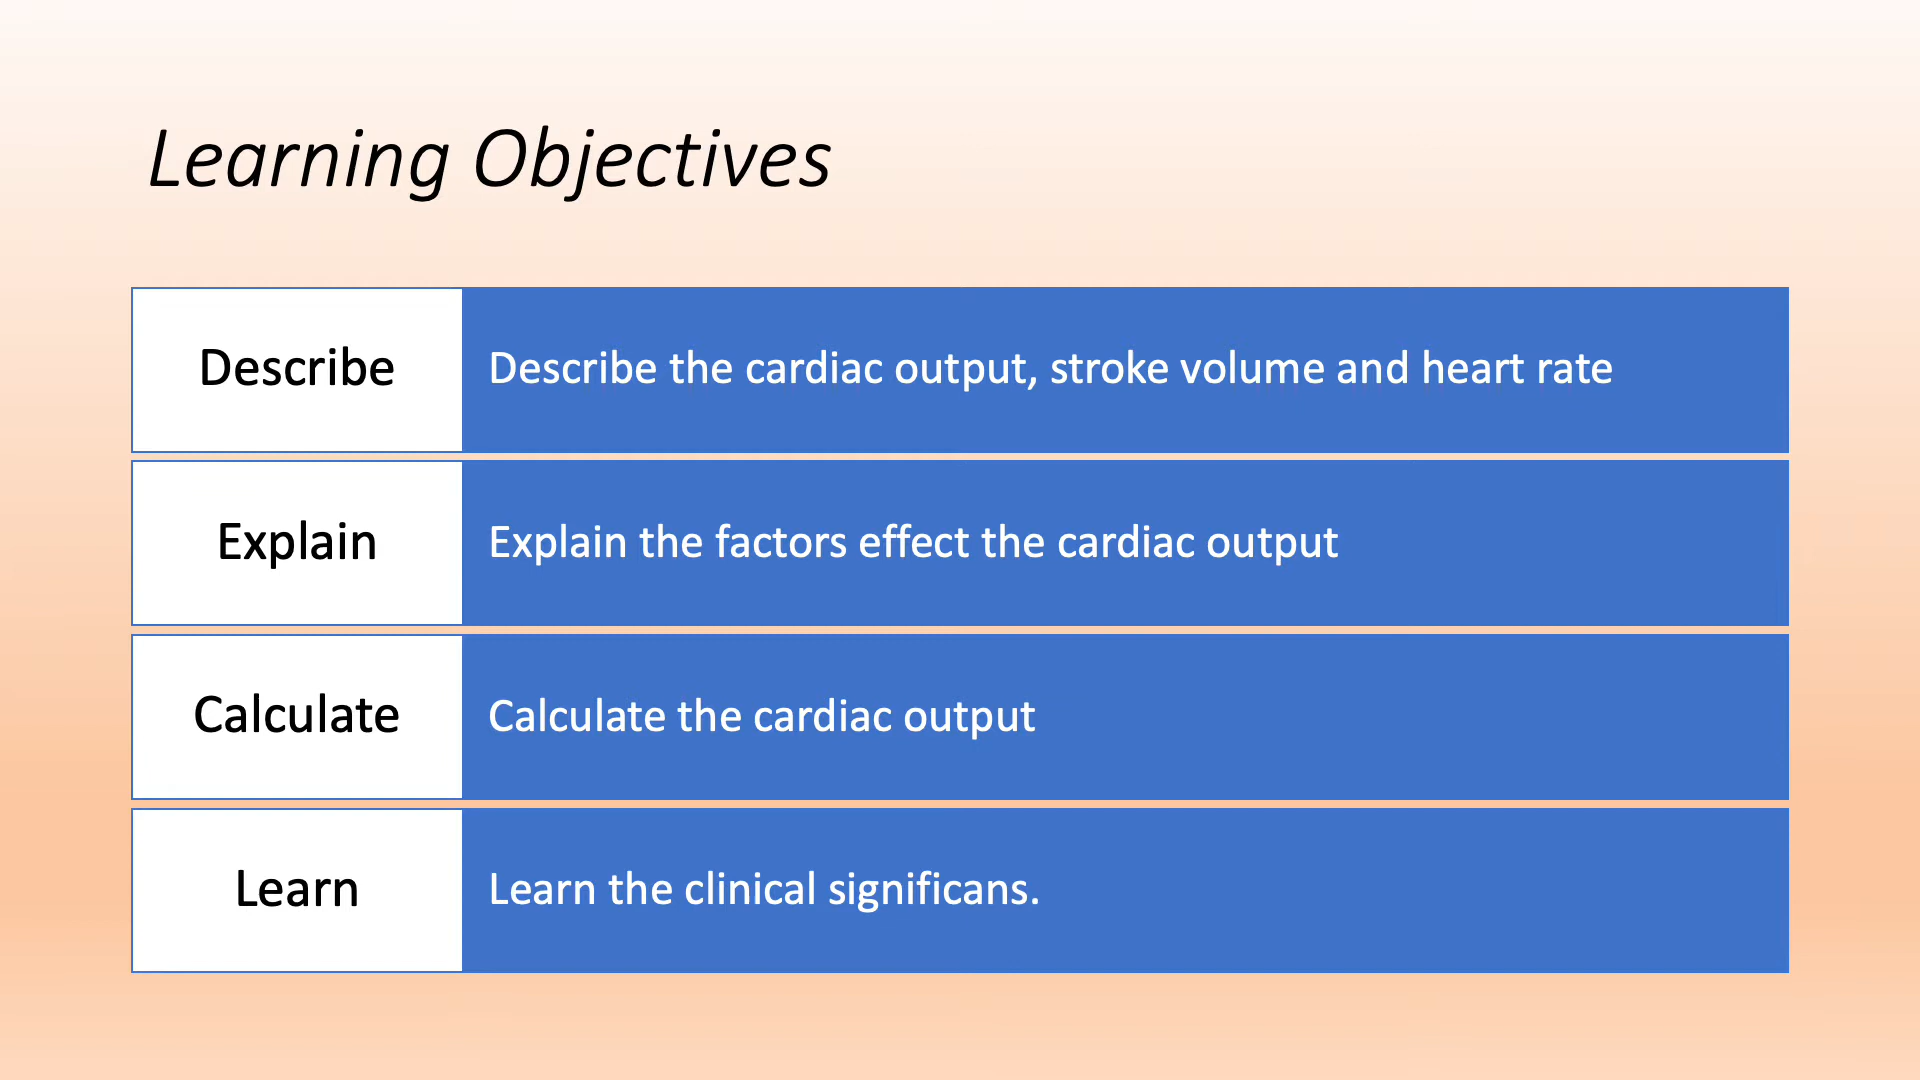 Learning Objectives
Describe
Describe the cardiac output, stroke volume and heart rate
Explain
Explain the factors effect the cardiac output
Calculate
Calculate the cardiac output
Learn
Learn the clinical significans.